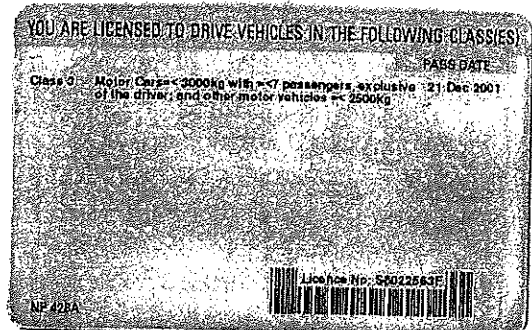 YOU ARE LICENSED TO DRIVE VEHICLES IN THE FOLLOWING CLASS(ES)
PASS DATE
Class 3 Motor Cars=< 3000kg with =<7 passengers, exclusive 21 Dec 2001
of the driver; and other motor vehicles =< 2500kg
Licence No:
NP 428A